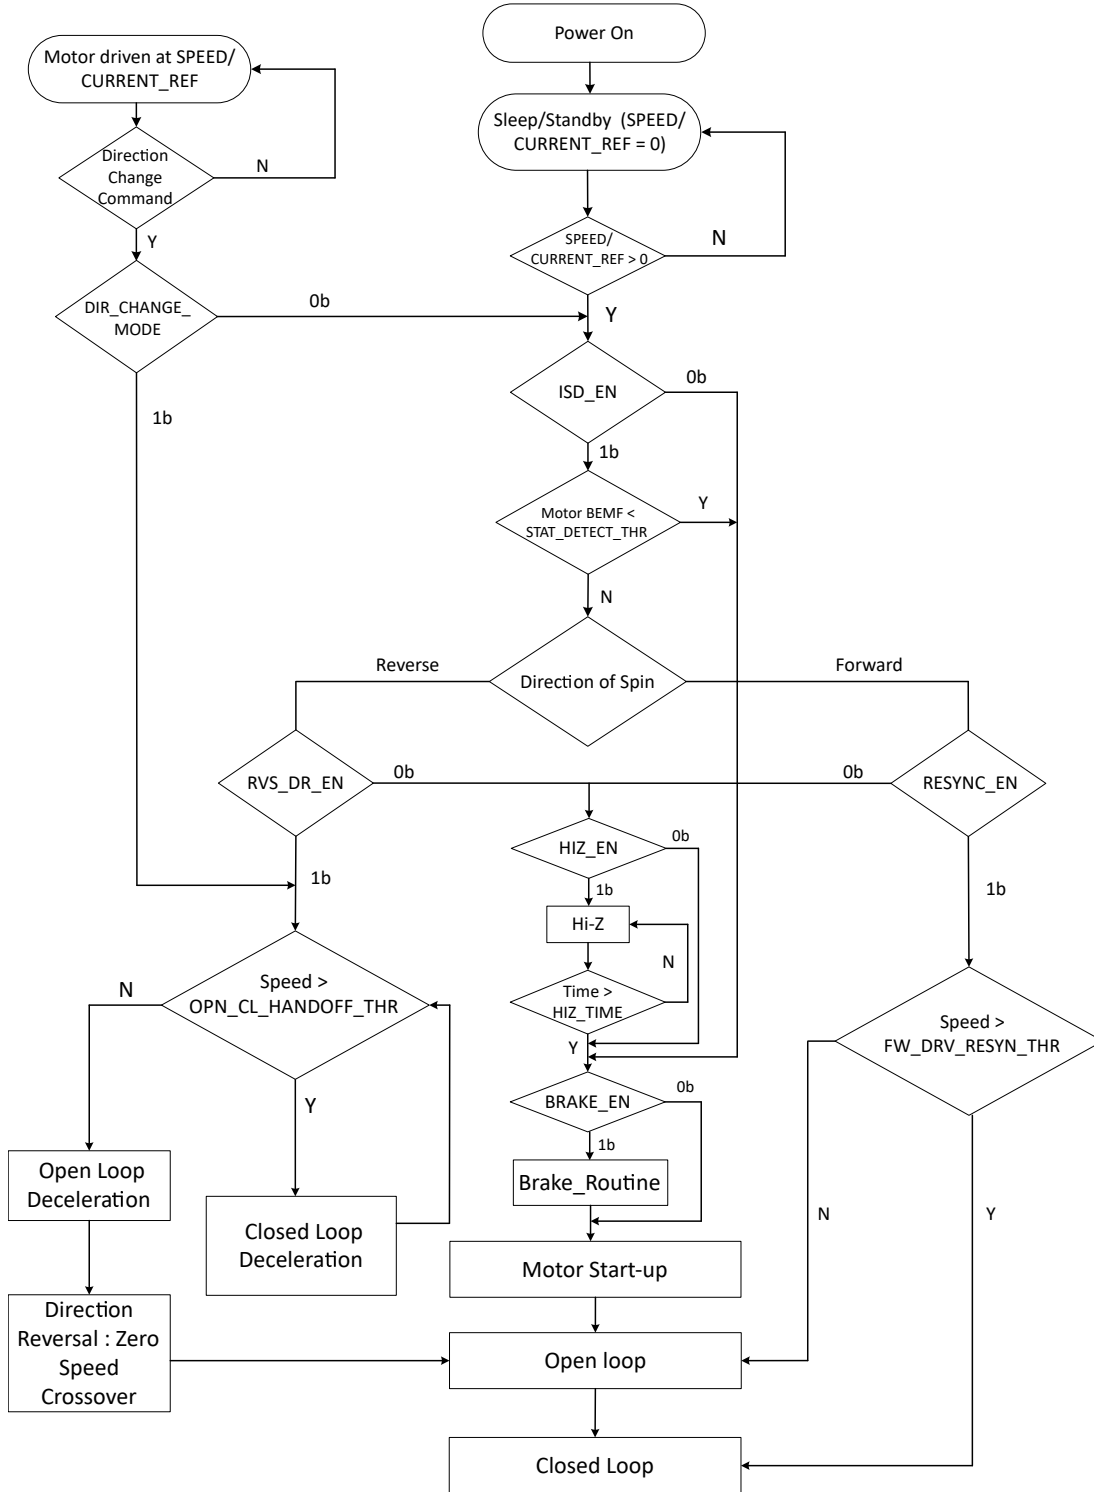 Power On
Motor driven at SPEED/
CURRENT_REF
Sleep/Standby (SPEED/
CURRENT_REF = 0)
Direction
Change
Command
N
Y
SPEED/
CURRENT_REF > 0
N
Y
DIR_CHANGE_
MODE
0b
1b
ISD_EN
0b
1b
Motor BEMF <
STAT_DETECT_THR
Y
N
Reverse
Direction of Spin
Forward
RVS_DR_EN
0b
0b
RESYNC_EN
1b
1b
HIZ_EN
0b
1b
Hi-Z
N
Time >
HIZ_TIME
Y
Speed >
OPN_CL_HANDOFF_THR
N
Y
Speed >
FW_DRV_RESYN_THR
N
Y
BRAKE_EN
0b
1b
Brake_Routine
Open Loop
Deceleration
Closed Loop
Deceleration
Motor Start-up
Direction
Reversal : Zero
Speed
Crossover
Open loop
Closed Loop